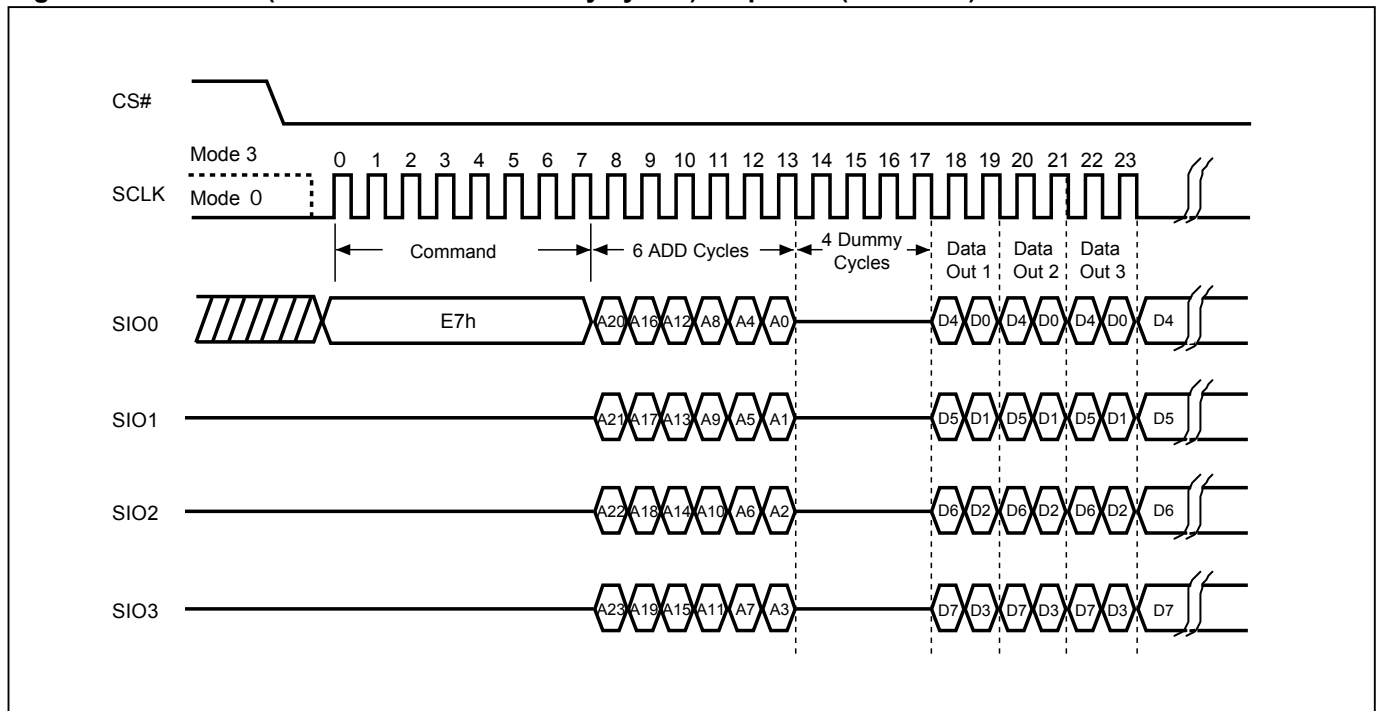 CS#
Mode 3
0 1 2 3 4 5 6 7 8 9 10 11 12 13 14 15 16 17 18 19 20 21 22 23
SCLK
Mode 0
Command
6 ADD Cycles
4 Dummy
Cycles
Data
Out 1
Data
Out 2
Data
Out 3
SIO0
E7h
A20 A16 A12 A8 A4 A0
D4 D0 D4 D0 D4 D0 D4
SIO1
A21 A17 A13 A9 A5 A1
D5 D1 D5 D1 D5 D1 D5
SIO2
A22 A18 A14 A10 A6 A2
D6 D2 D6 D2 D6 D2 D6
SIO3
A23 A19 A15 A11 A7 A3
D7 D3 D7 D3 D7 D3 D7